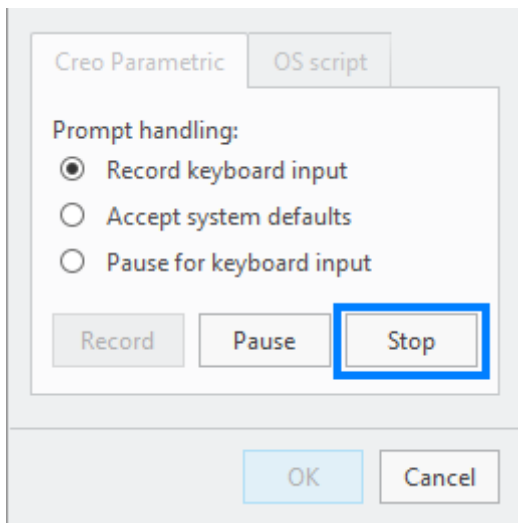 Creo Parametric OS script
Prompt handling:
Record keyboard input
Accept system defaults
Pause for keyboard input
Record Pause Stop
OK Cancel